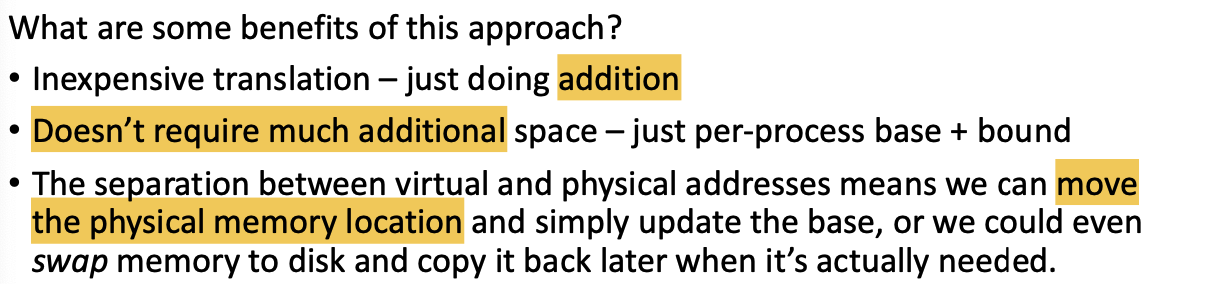 What are some benefits of this approach?
• Inexpensive translation – just doing addition
• Doesn’t require much additional space – just per-process base + bound
• The separation between virtual and physical addresses means we can move
the physical memory location and simply update the base, or we could even
swap memory to disk and copy it back later when it’s actually needed.